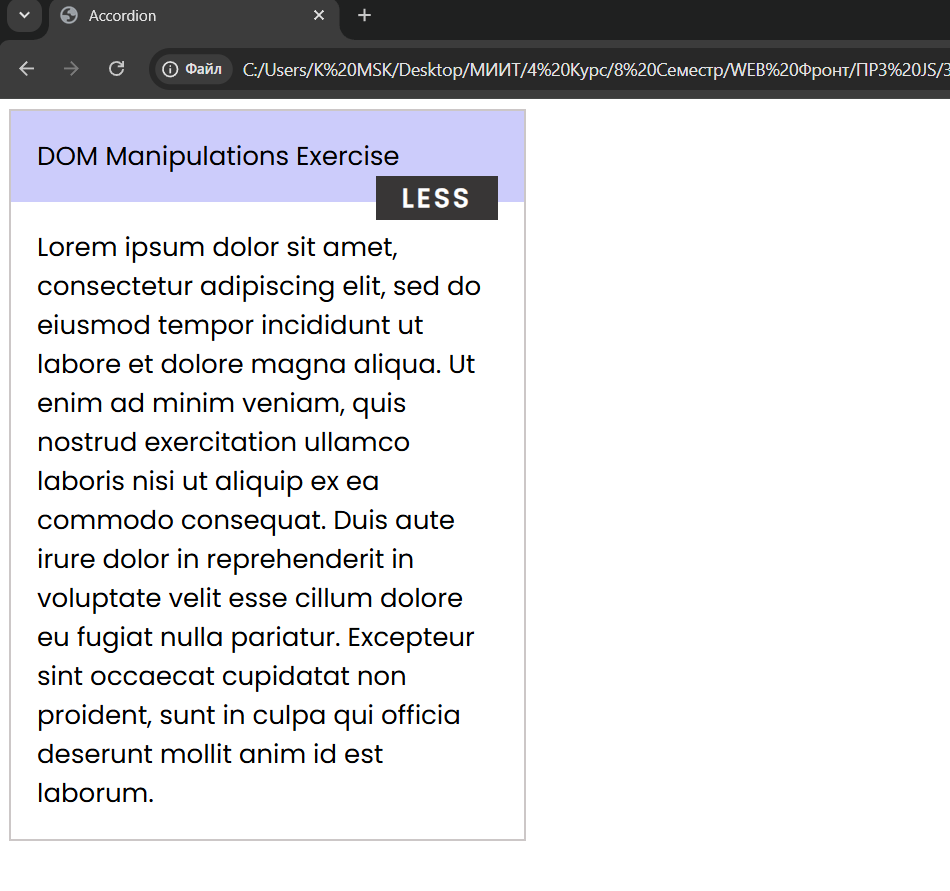 Accordion
Файл C:/Users/K%20MSK/Desktop/МИИТ/4%20Курс/8%20Семестр/WEB%20Фронт/ПР3%20JS/3
DOM Manipulations Exercise
LESS
Lorem ipsum dolor sit amet,
consectetur adipiscing elit, sed do
eiusmod tempor incididunt ut
labore et dolore magna aliqua. Ut
enim ad minim veniam, quis
nostrud exercitation ullamco
laboris nisi ut aliquip ex ea
commodo consequat. Duis aute
irure dolor in reprehenderit in
voluptate velit esse cillum dolore
eu fugiat nulla pariatur. Excepteur
sint occaecat cupidatat non
proident, sunt in culpa qui officia
deserunt mollit anim id est
laborum.